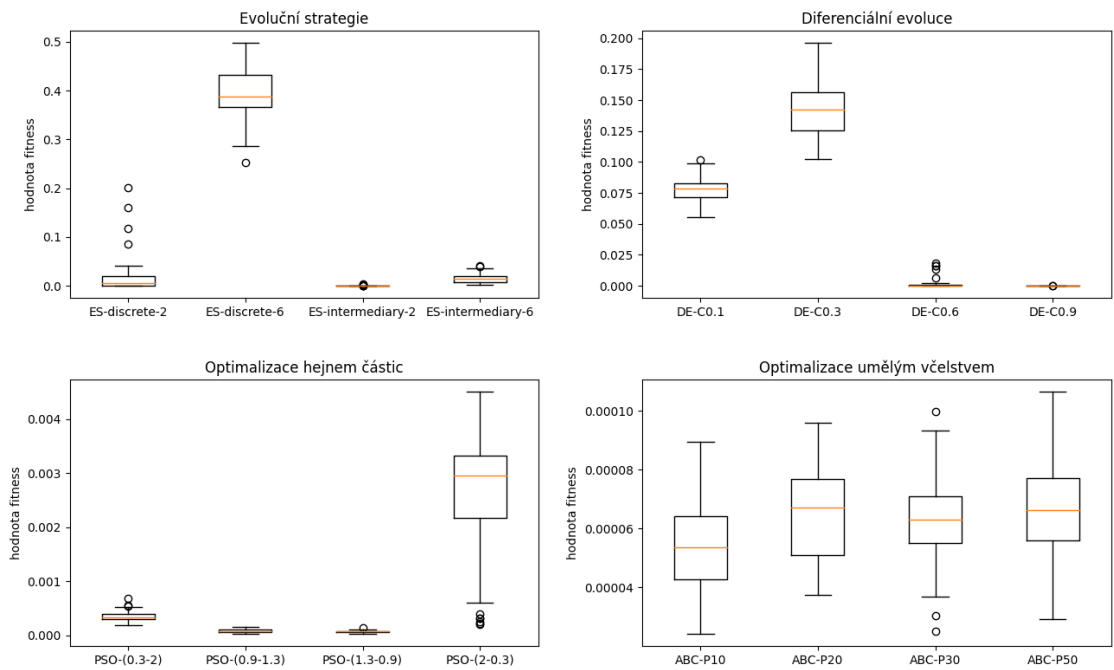 Evoluční strategie
hodnota fitness
0.5
0.4
0.3
0.2
0.1
0.0
ES-discrete-2 ES-discrete-6 ES-intermediary-2 ES-intermediary-6
Diferenciální evoluce
hodnota fitness
0.200
0.175
0.150
0.125
0.100
0.075
0.050
0.025
0.000
DE-C0.1 DE-C0.3 DE-C0.6 DE-C0.9
Optimalizace hejnem částic
hodnota fitness
0.004
0.003
0.002
0.001
0.000
PSO-(0.3-2) PSO-(0.9-1.3) PSO-(1.3-0.9) PSO-(2-0.3)
Optimalizace umělým včelstvem
hodnota fitness
0.00010
0.00008
0.00006
0.00004
ABC-P10 ABC-P20 ABC-P30 ABC-P50